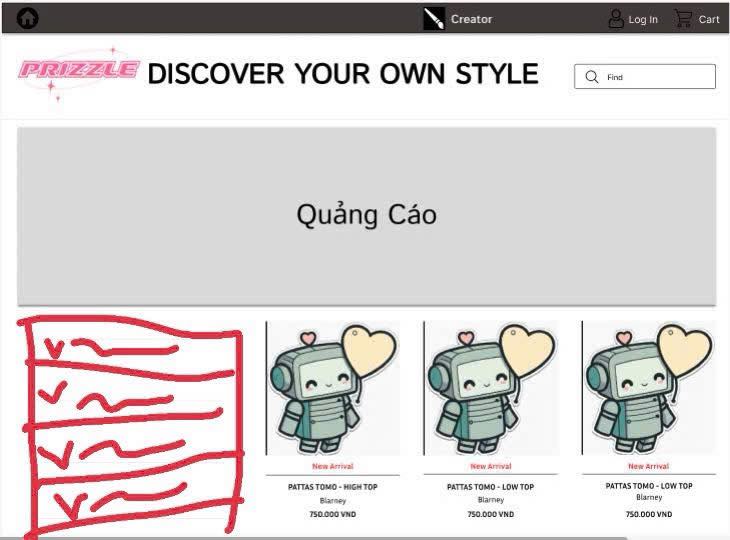 Creator
Log In
Cart
PRIZZLE
DISCOVER YOUR OWN STYLE
Find
Quảng Cáo
New Arrival
PATTAS TOMO - HIGH TOP
Blarney
750.000 VND
New Arrival
PATTAS TOMO - LOW TOP
Blarney
750.000 VND
New Arrival
PATTAS TOMO - LOW TOP
Blarney
750.000 VND